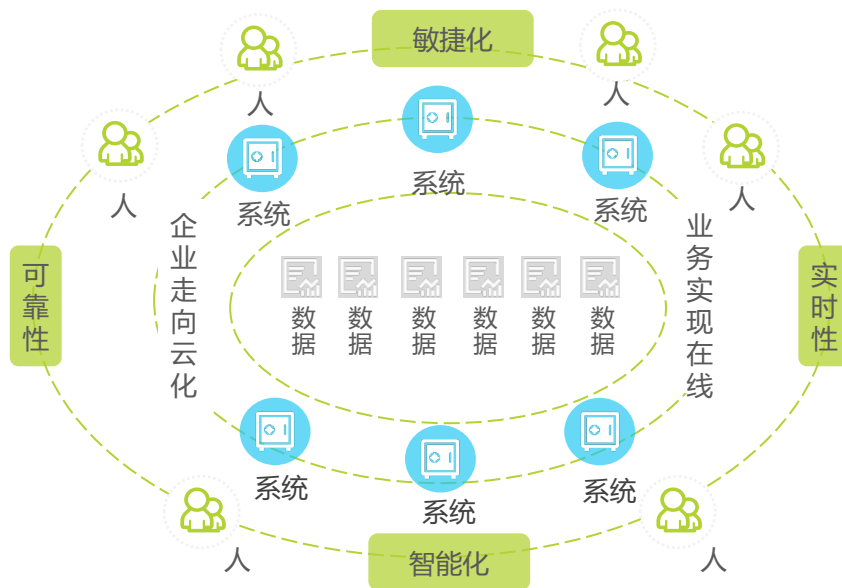 敏捷化
人
人
人
人
系统
系统
系统
企业走向云化
业务实现在线
可靠性
实时性
数据
数据
数据
数据
数据
数据
系统
系统
系统
人
人
智能化